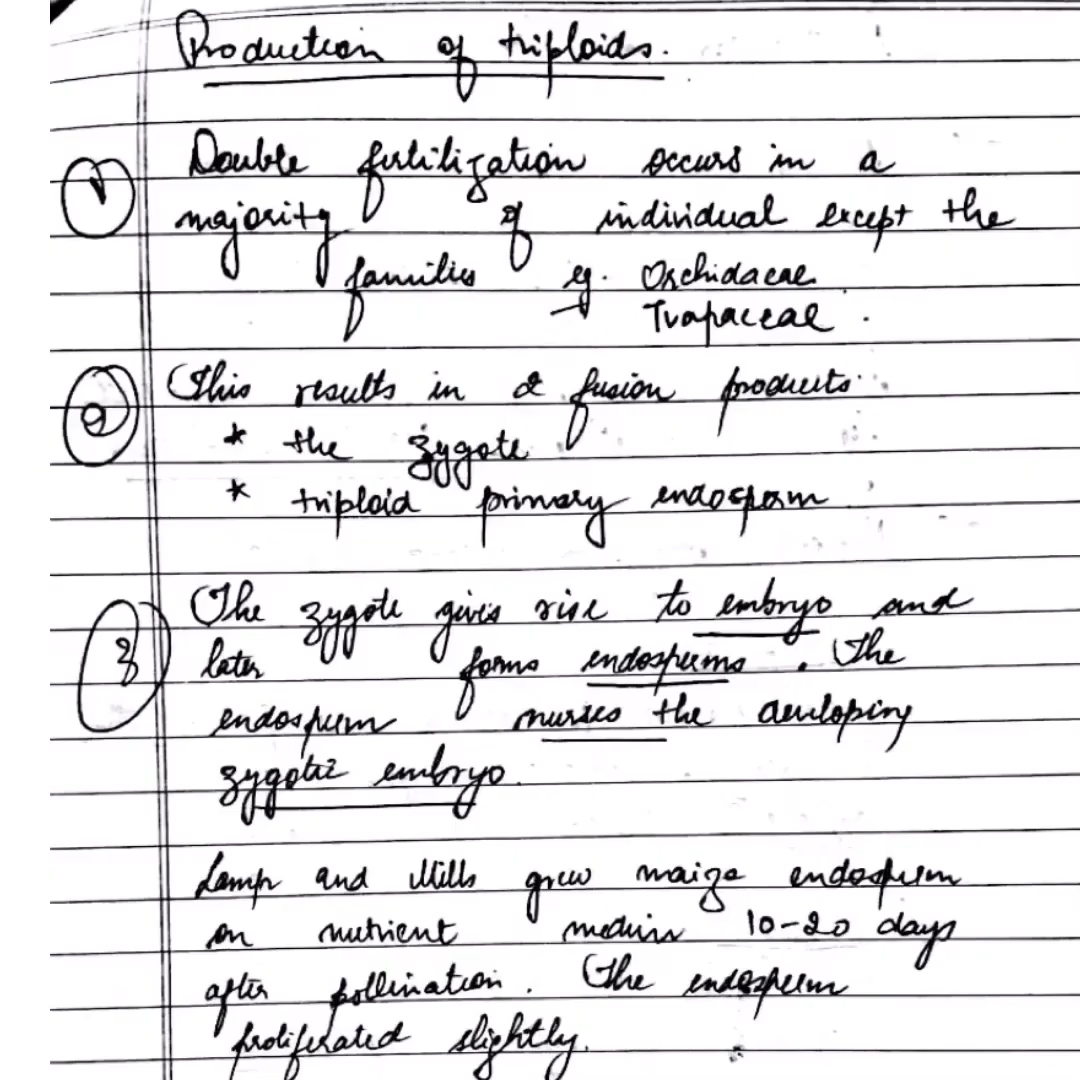 Production of triploids.
① Double fertilization occurs in a
majority of individual except the
families eg. Orchidaceae
Trapaceae.
② This results in 2 fusion products
* the zygote
* triploid primary endosperm
③ The zygote gives rise to embryo and
later forms endosperms. The
endosperm nurses the developing
zygotic embryo.
Lamp and Mills grew maize endosperm
on nutrient 10-20 days
after pollination. The endosperm
proliferated slightly.